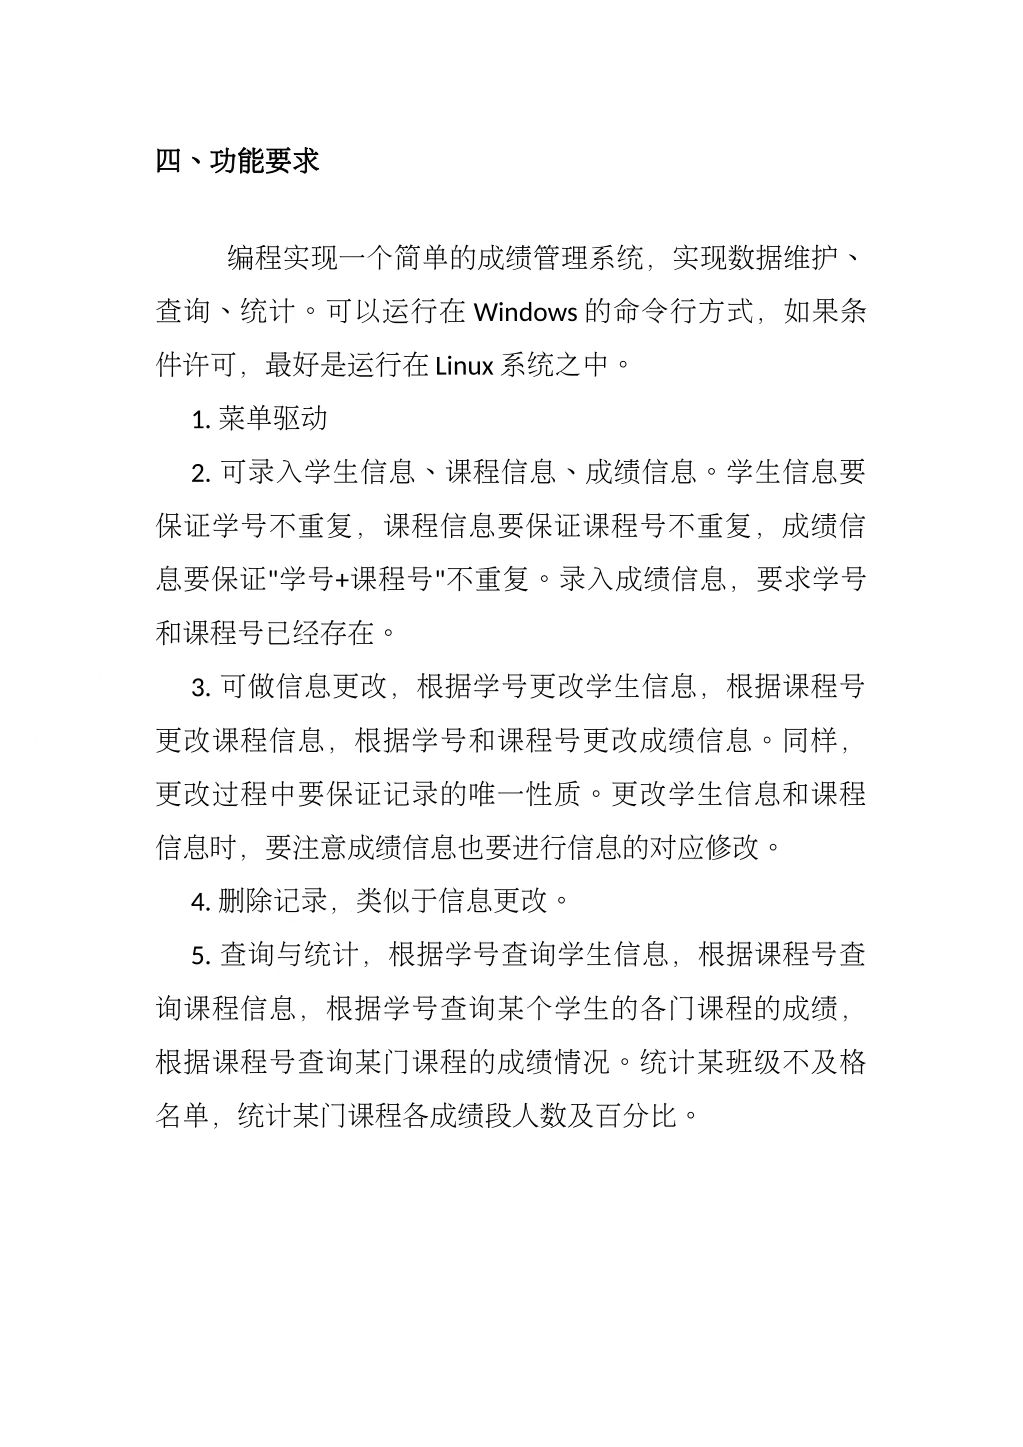 四、功能要求
编程实现一个简单的成绩管理系统，实现数据维护、
查询、统计。可以运行在 Windows 的命令行方式，如果条
件许可，最好是运行在 Linux 系统之中。
1. 菜单驱动
2. 可录入学生信息、课程信息、成绩信息。学生信息要
保证学号不重复，课程信息要保证课程号不重复，成绩信
息要保证"学号+课程号"不重复。录入成绩信息，要求学号
和课程号已经存在。
3. 可做信息更改，根据学号更改学生信息，根据课程号
更改课程信息，根据学号和课程号更改成绩信息。同样，
更改过程中要保证记录的唯一性质。更改学生信息和课程
信息时，要注意成绩信息也要进行信息的对应修改。
4. 删除记录，类似于信息更改。
5. 查询与统计，根据学号查询学生信息，根据课程号查
询课程信息，根据学号查询某个学生的各门课程的成绩，
根据课程号查询某门课程的成绩情况。统计某班级不及格
名单，统计某门课程各成绩段人数及百分比。